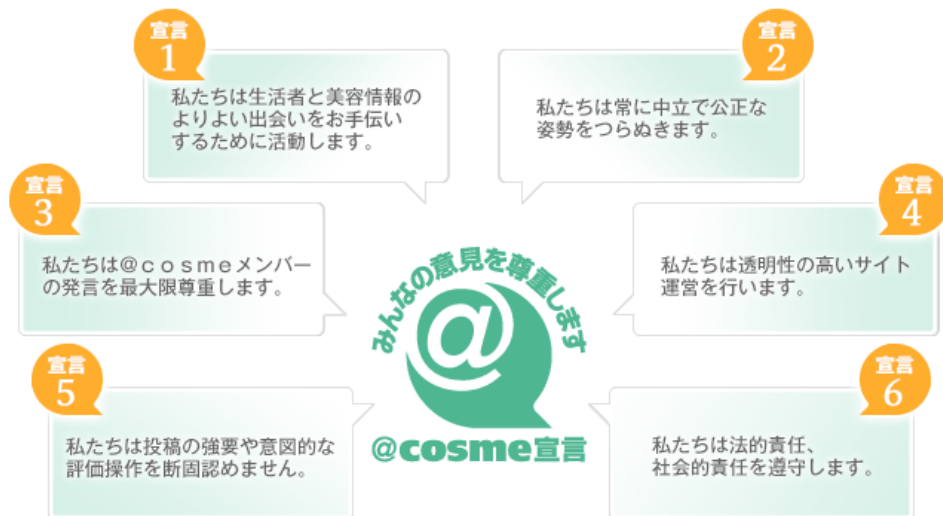 宣言
1
私たちは生活者と美容情報の
よりよい出会いをお手伝い
するために活動します。
宣言
2
私たちは常に中立で公正な
姿勢をつらぬきます。
宣言
3
私たちは@cosmeメンバー
の発言を最大限尊重します。
宣言
4
私たちは透明性の高いサイト
運営を行います。
みんなの意見を尊重します
@
@cosme宣言
宣言
5
私たちは投稿の強要や意図的な
評価操作を断固認めません。
宣言
6
私たちは法的責任、
社会的責任を遵守します。